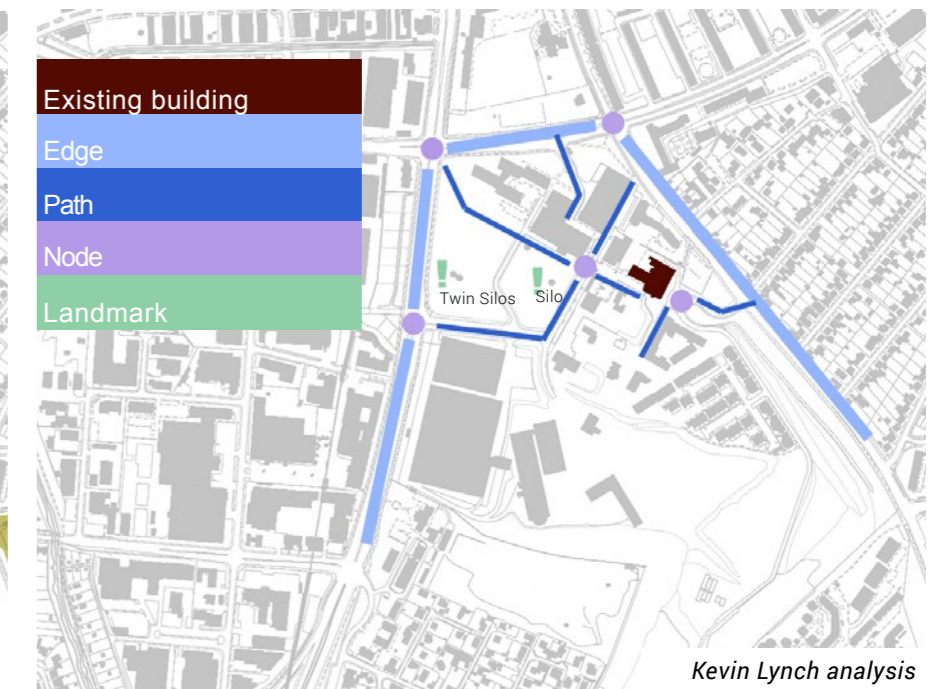 Existing building
Edge
Path
Node
Landmark
Twin Silos
Silo
Kevin Lynch analysis